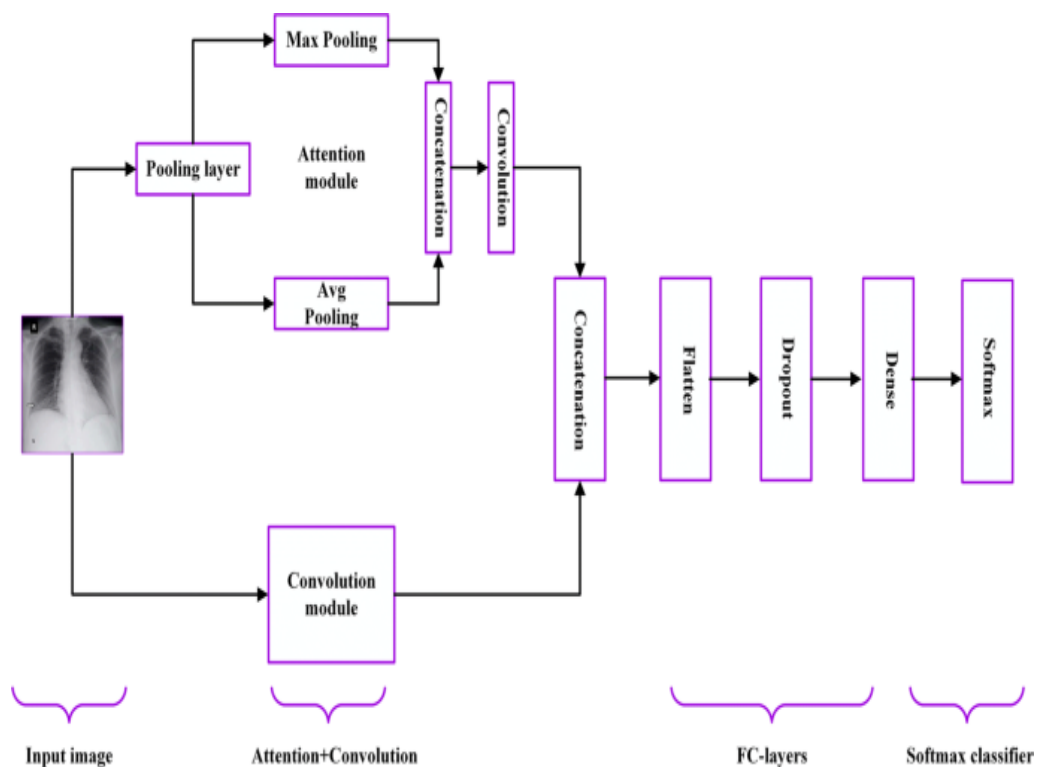 Max Pooling
Pooling layer
Attention
module
Concatenation
Convolution
Avg
Pooling
Concatenation
Flatten
Dropout
Dense
Softmax
Convolution
module
Input image
Attention+Convolution
FC-layers
Softmax classifier